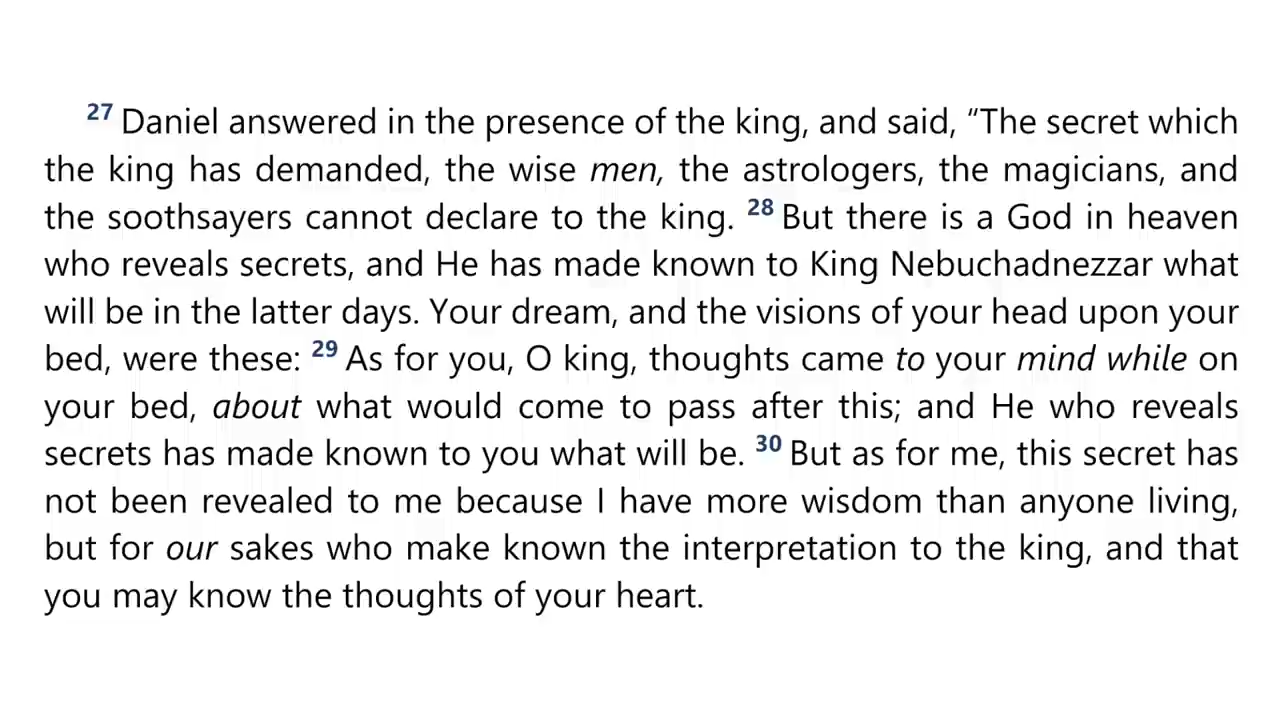 27 Daniel answered in the presence of the king, and said, “The secret which
the king has demanded, the wise men, the astrologers, the magicians, and
the soothsayers cannot declare to the king. 28 But there is a God in heaven
who reveals secrets, and He has made known to King Nebuchadnezzar what
will be in the latter days. Your dream, and the visions of your head upon your
bed, were these: 29 As for you, O king, thoughts came to your mind while on
your bed, about what would come to pass after this; and He who reveals
secrets has made known to you what will be. 30 But as for me, this secret has
not been revealed to me because I have more wisdom than anyone living,
but for our sakes who make known the interpretation to the king, and that
you may know the thoughts of your heart.